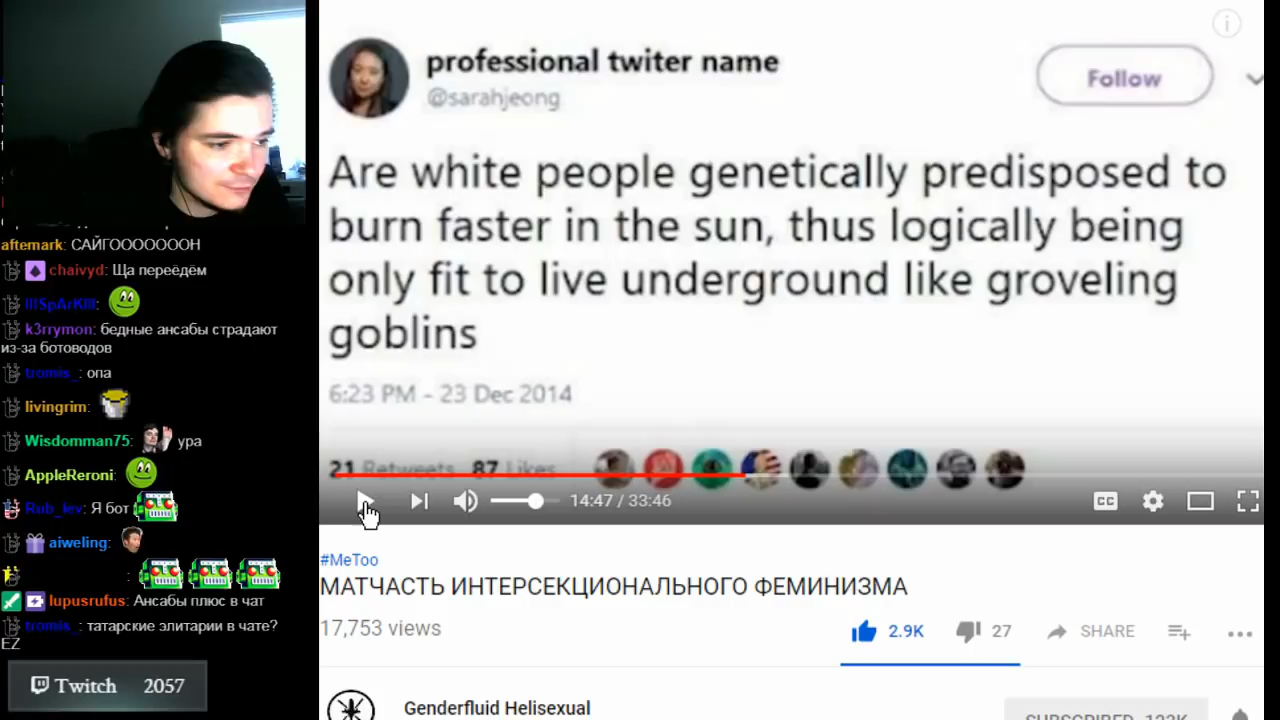 professional twiter name
@sarahjeong
Follow
Are white people genetically predisposed to
burn faster in the sun, thus logically being
only fit to live underground like groveling
goblins
6:23 PM - 23 Dec 2014
21 Retweets 87 Likes
14:47 / 33:46
CC
#MeToo
МАТЧАСТЬ ИНТЕРСЕКЦИОНАЛЬНОГО ФЕМИНИЗМА
17,753 views
2.9K
27
SHARE
Genderfluid Helisexual
SUBSCRIBED
aftemark: САЙГОООООООН
chaivyd: Ща переёдём
IIISpArKIII:
k3rrymon: бедные ансабы страдают
из-за ботоводов
tromis_: опа
livingrim:
Wisdomman75: ура
AppleReroni:
Rub_lev: Я бот
aiweling:
:
lupusrufus: Ансабы плюс в чат
tromis_: татарские элитарии в чате?
EZ
Twitch 2057